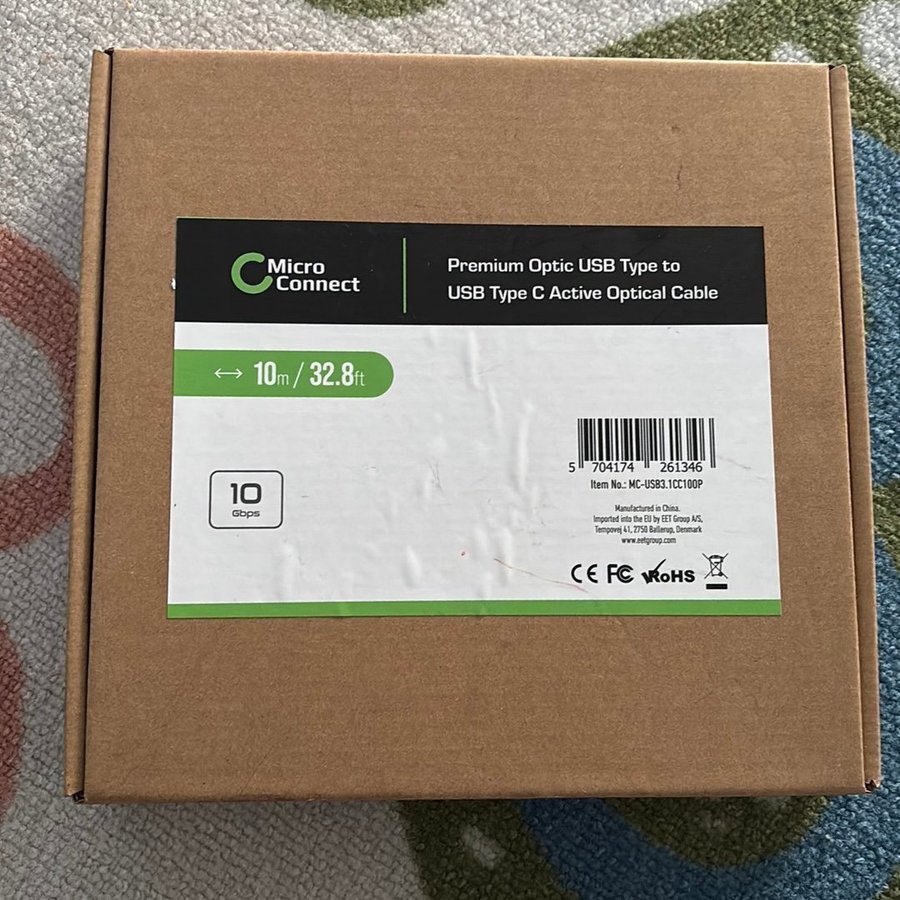 Micro
Connect
Premium Optic USB Type to
USB Type C Active Optical Cable
10m / 32.8ft
10
Gbps
5 704174 261346
Item No.: MC-USB3.1CC100P
Manufactured in China.
Imported into the EU by EET Group A/S,
Tempovej 41, 2750 Ballerup, Denmark
www.eetgroup.com
CE FC RoHS